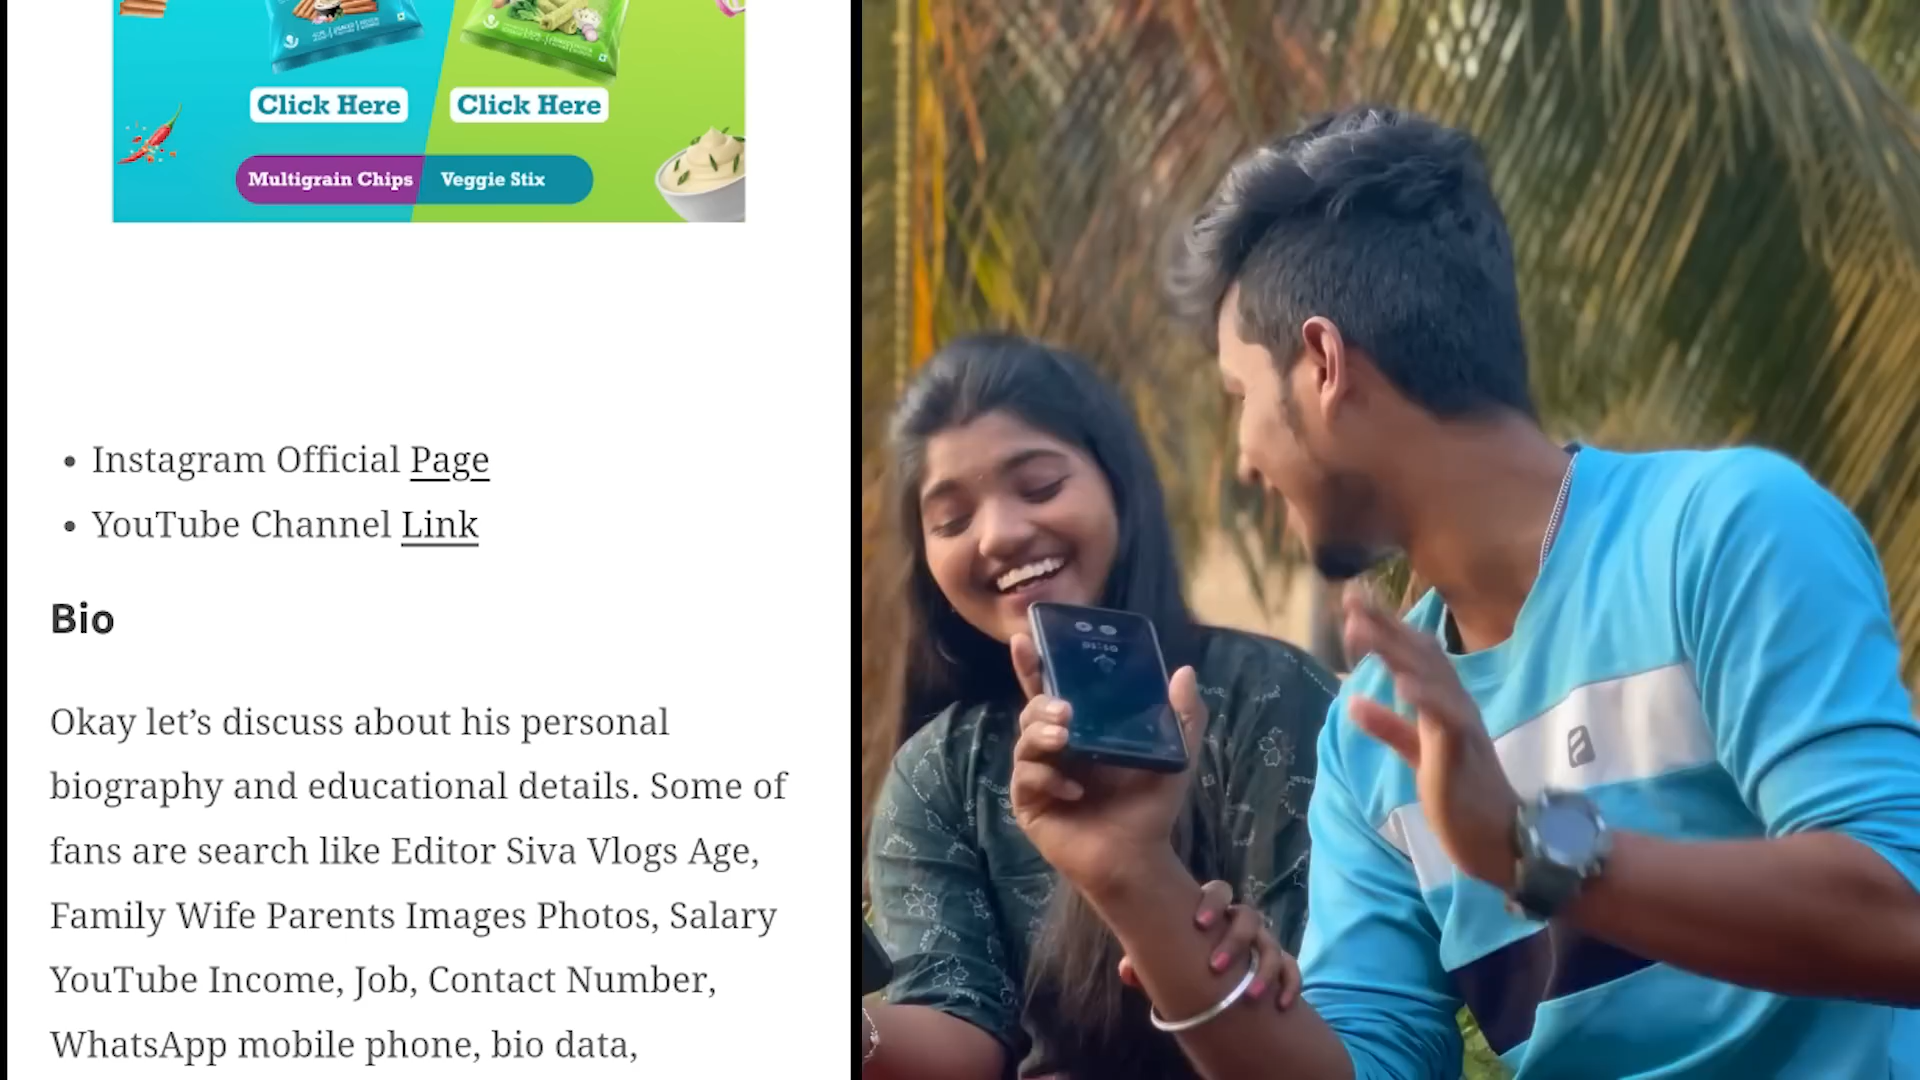 Click Here Click Here
Multigrain Chips Veggie Stix
• Instagram Official Page
• YouTube Channel Link
Bio
Okay let’s discuss about his personal
biography and educational details. Some of
fans are search like Editor Siva Vlogs Age,
Family Wife Parents Images Photos, Salary
YouTube Income, Job, Contact Number,
WhatsApp mobile phone, bio data,